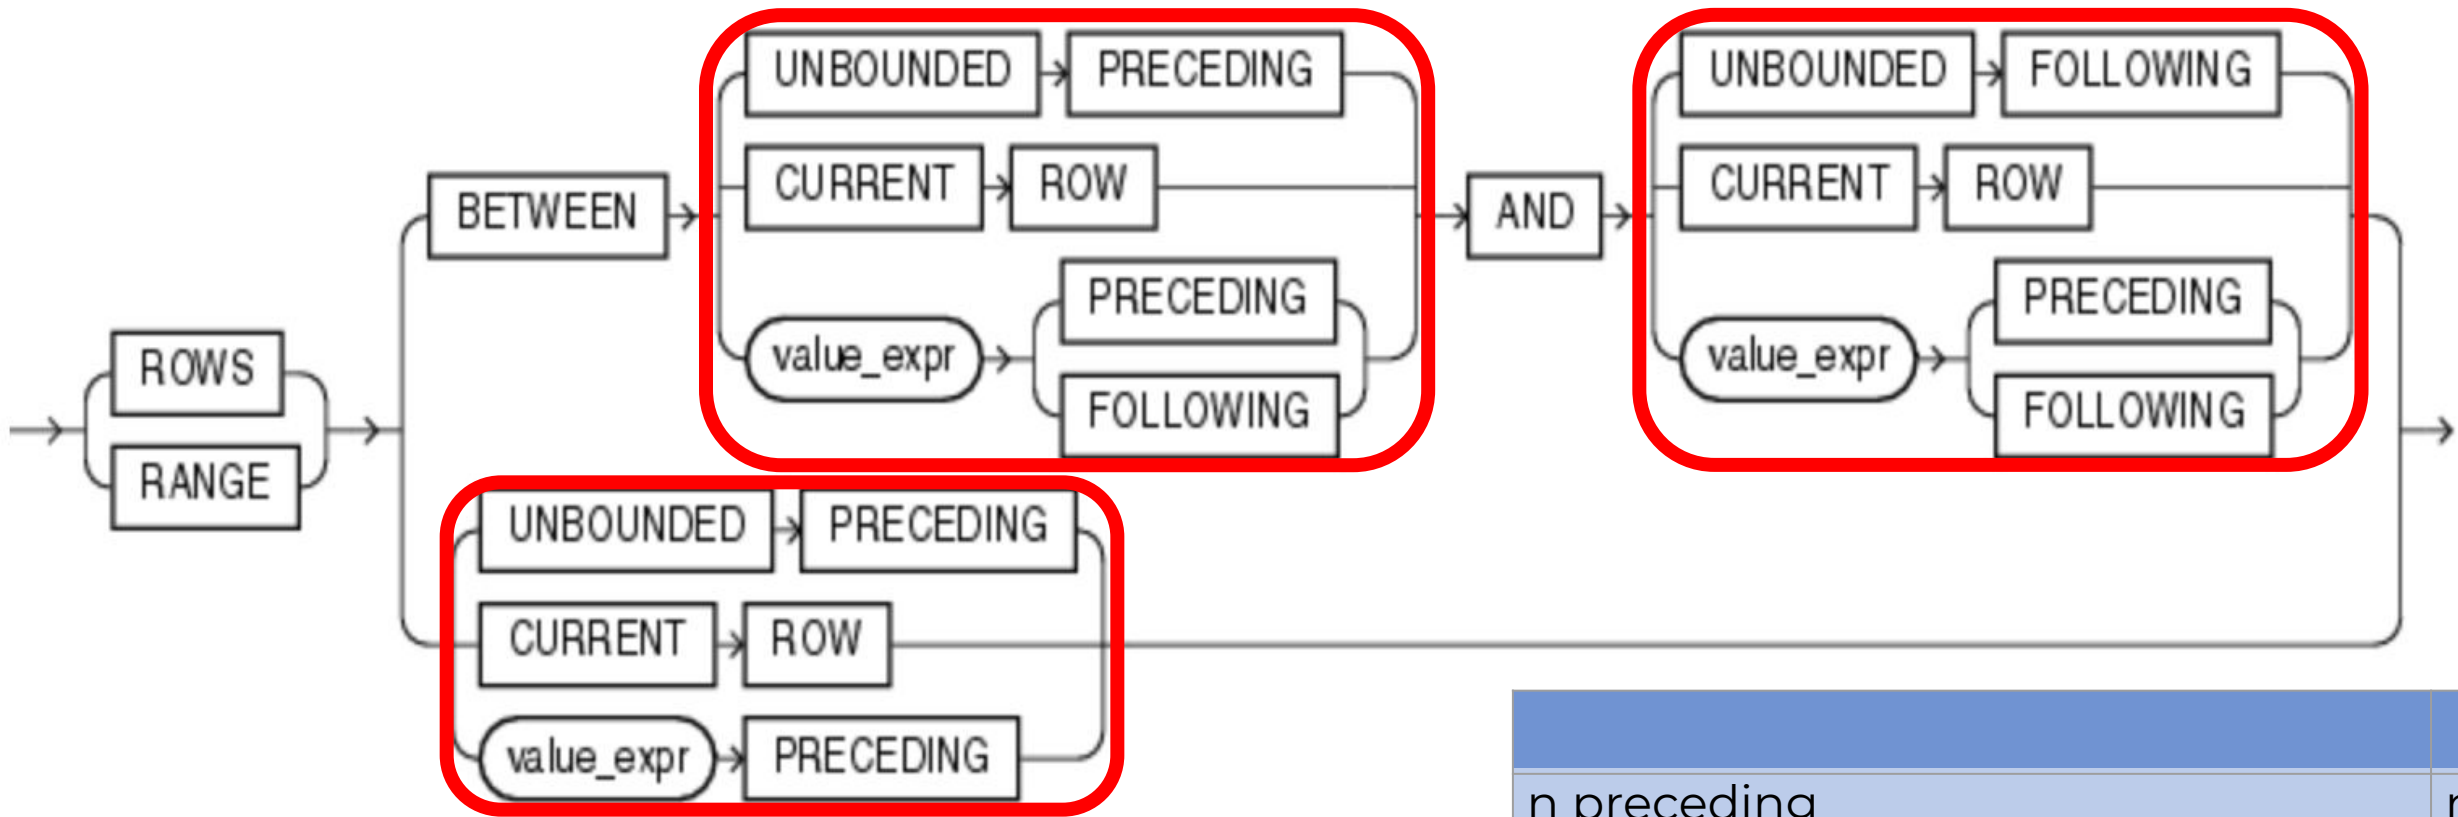 UNBOUNDED PRECEDING
UNBOUNDED FOLLOWING
CURRENT ROW
CURRENT ROW
BETWEEN
AND
PRECEDING
PRECEDING
value_expr
value_expr
FOLLOWING
FOLLOWING
ROWS
RANGE
UNBOUNDED PRECEDING
CURRENT ROW
value_expr PRECEDING
n preceding